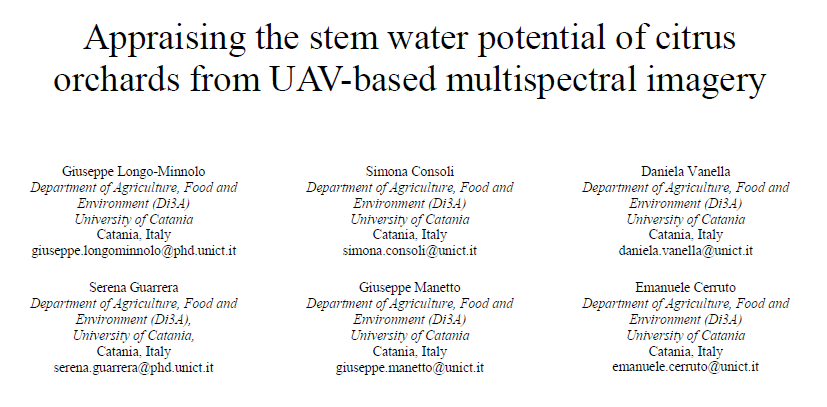 Appraising the stem water potential of citrus
orchards from UAV-based multispectral imagery
Giuseppe Longo-Minnolo
Department of Agriculture, Food and
Environment (Di3A)
University of Catania
Catania, Italy
giuseppe.longominnolo@phd.unict.it
Simona Consoli
Department of Agriculture, Food and
Environment (Di3A)
University of Catania
Catania, Italy
simona.consoli@unict.it
Daniela Vanella
Department of Agriculture, Food and
Environment (Di3A)
University of Catania
Catania, Italy
daniela.vanella@unict.it
Serena Guarrera
Department of Agriculture, Food and
Environment (Di3A),
University of Catania,
Catania, Italy
serena.guarrera@phd.unict.it
Giuseppe Manetto
Department of Agriculture, Food and
Environment (Di3A)
University of Catania
Catania, Italy
giuseppe.manetto@unict.it
Emanuele Cerruto
Department of Agriculture, Food and
Environment (Di3A)
University of Catania
Catania, Italy
emanuele.cerruto@unict.it